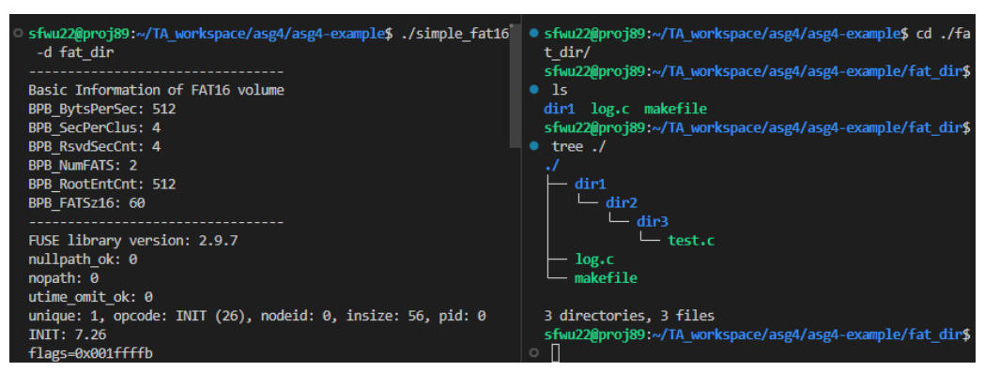 sfwu22@proj89:~/TA_workspace/asg4/asg4-example$ ./simple_fat16
-d fat_dir
---------------------------------
Basic Information of FAT16 volume
BPB_BytsPerSec: 512
BPB_SecPerClus: 4
BPB_RsvdSecCnt: 4
BPB_NumFATS: 2
BPB_RootEntCnt: 512
BPB_FATSz16: 60
---------------------------------
FUSE library version: 2.9.7
nullpath_ok: 0
nopath: 0
utime_omit_ok: 0
unique: 1, opcode: INIT (26), nodeid: 0, insize: 56, pid: 0
INIT: 7.26
flags=0x001ffffb
sfwu22@proj89:~/TA_workspace/asg4/asg4-example$ cd ./fa
t_dir/
sfwu22@proj89:~/TA_workspace/asg4/asg4-example/fat_dir$
ls
dir1  log.c  makefile
sfwu22@proj89:~/TA_workspace/asg4/asg4-example/fat_dir$
tree ./
./
├── dir1
│   └── dir2
│       └── dir3
│           └── test.c
├── log.c
└── makefile
3 directories, 3 files
sfwu22@proj89:~/TA_workspace/asg4/asg4-example/fat_dir$